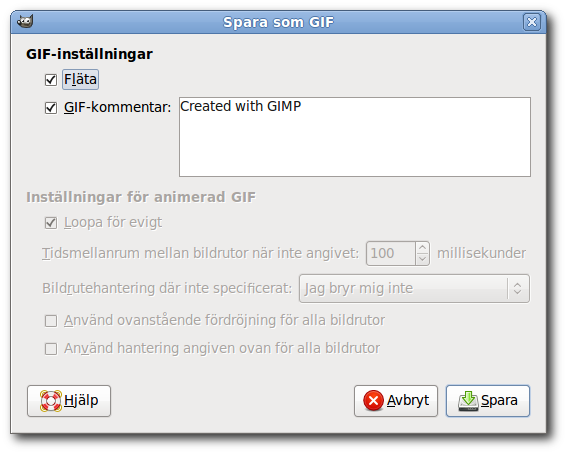 Spara som GIF
GIF-inställningar
Fläta
GIF-kommentar: Created with GIMP
Inställningar för animerad GIF
Loopa för evigt
Tidsmellanrum mellan bildrutor när inte angivet: 100 millisekunder
Bildrutehantering där inte specificerat: Jag bryr mig inte
Använd ovanstående fördröjning för alla bildrutor
Använd hantering angiven ovan för alla bildrutor
Hjälp Avbryt Spara